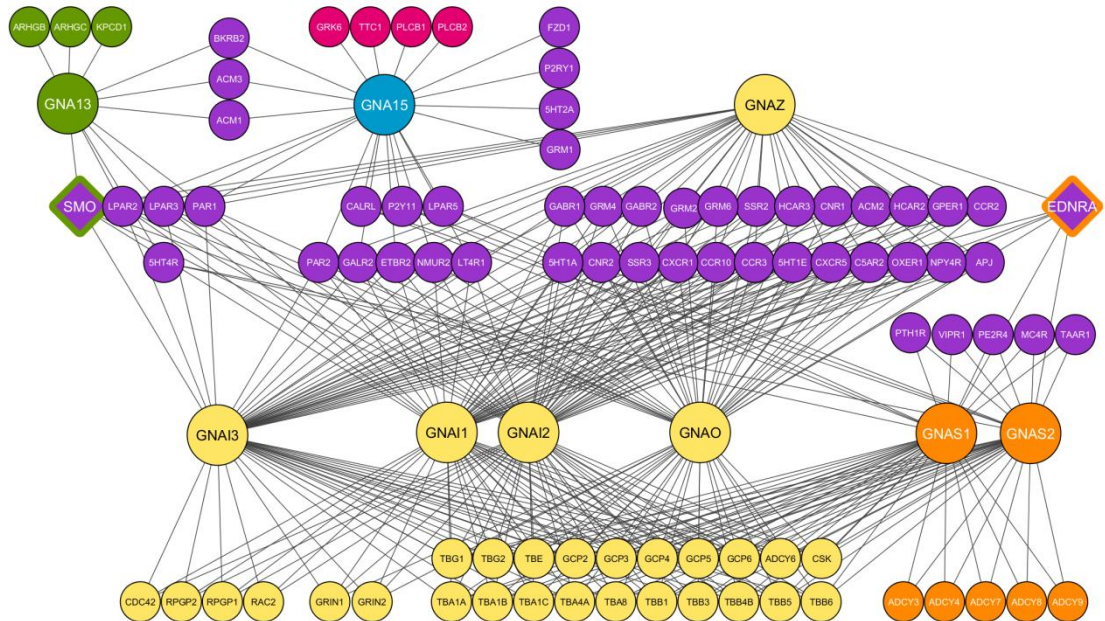 ARHGB ARHGC KPCD1 GRK6 TTC1 PLCB1 PLCB2 FZD1
BKRB2
P2RY1
ACM3
GNA13 GNA15 GNAZ
5HT2A
ACM1
GRM1
SMO LPAR2 LPAR3 PAR1 CALRL P2Y11 LPAR5 GABR1 GRM4 GABR2 GRM2 GRM6 SSR2 HCAR3 CNR1 ACM2 HCAR2 GPER1 CCR2 EDNRA
5HT4R PAR2 GALR2 ETBR2 NMUR2 LT4R1 5HT1A CNR2 SSR3 CXCR1 CCR10 CCR3 5HT1E CXCR5 C5AR2 OXER1 NPY4R APJ
PTH1R VIPR1 PE2R4 MC4R TAAR1
GNAI3 GNAI1 GNAI2 GNAO GNAS1 GNAS2
TBG1 TBG2 TBE GCP2 GCP3 GCP4 GCP5 GCP6 ADCY6 CSK
CDC42 RPGP2 RPGP1 RAC2 GRIN1 GRIN2 TBA1A TBA1B TBA1C TBA4A TBA8 TBB1 TBB3 TBB4B TBB5 TBB6 ADCY3 ADCY4 ADCY7 ADCY8 ADCY9